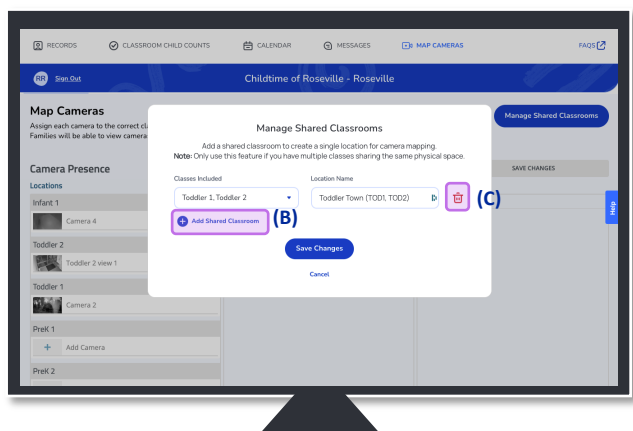 RECORDS
CLASSROOM CHILD COUNTS
CALENDAR
MESSAGES
MAP CAMERAS
FAQS
RR
Sign Out
Childtime of Roseville - Roseville
Map Cameras
Assign each camera to the correct cl
Families will be able to view camera
Manage Shared Classrooms
Camera Presence
SAVE CHANGES
Locations
Infant 1
Camera 4
Toddler 2
Toddler 2 view 1
Toddler 1
Camera 2
PreK 1
+ Add Camera
PreK 2
Manage Shared Classrooms
Add a shared classroom to create a single location for camera mapping.
Note: Only use this feature if you have multiple classes sharing the same physical space.
Classes Included
Location Name
Toddler 1, Toddler 2
Toddler Town (TOD1, TOD2)
(C)
+ Add Shared Classroom
(B)
Save Changes
Cancel
Help